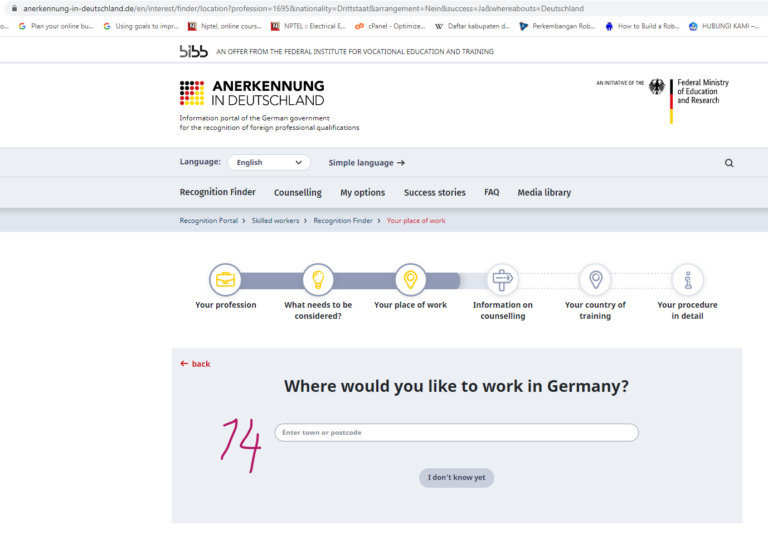 anerkennung-in-deutschland.de/en/interest/finder/location?profession=1695&nationality=Drittstaat&arrangement=Nein&success=Ja&whereabouts=Deutschland
o... Plan your online bu... Using goals to impr... Nptel, online cours... NPTEL :: Electrical E... cPanel - Optimize... Daftar kabupaten d... Perkembangan Rob... How to Build a Rob... HUBUNGI KAMI –...
bibb AN OFFER FROM THE FEDERAL INSTITUTE FOR VOCATIONAL EDUCATION AND TRAINING
ANERKENNUNG
IN DEUTSCHLAND
Information portal of the German government
for the recognition of foreign professional qualifications
AN INITIATIVE OF THE
Federal Ministry
of Education
and Research
Language: English Simple language →
Recognition Finder Counselling My options Success stories FAQ Media library
Recognition Portal > Skilled workers > Recognition Finder > Your place of work
Your profession
What needs to be
considered?
Your place of work
Information on
counselling
Your country of
training
Your procedure
in detail
← back
Where would you like to work in Germany?
14
Enter town or postcode
I don't know yet